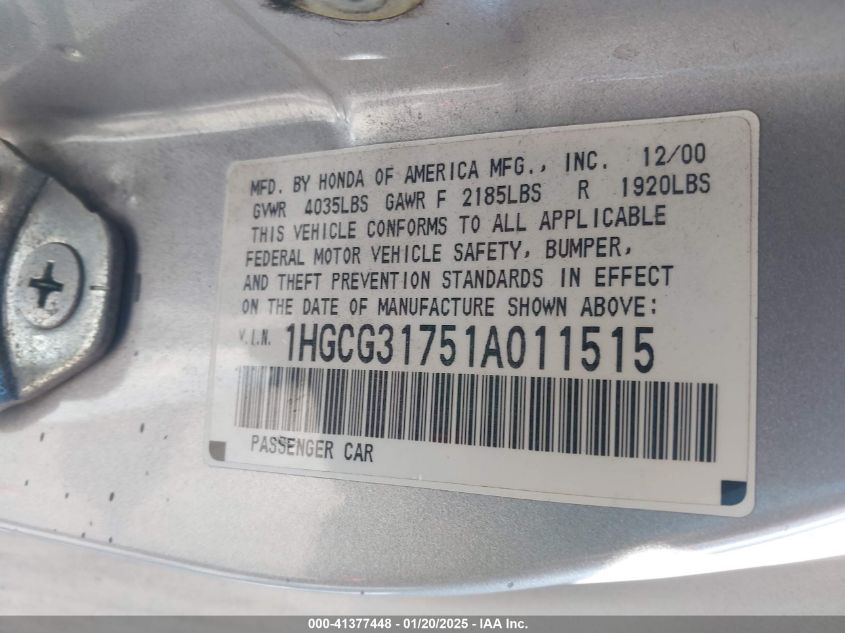 MFD. BY HONDA OF AMERICA MFG., INC. 12/00
GVWR 4035LBS GAWR F 2185LBS R 1920LBS
THIS VEHICLE CONFORMS TO ALL APPLICABLE
FEDERAL MOTOR VEHICLE SAFETY, BUMPER,
AND THEFT PREVENTION STANDARDS IN EFFECT
ON THE DATE OF MANUFACTURE SHOWN ABOVE:
V.I.N. 1HGCG31751A011515
PASSENGER CAR
000-41377448 - 01/20/2025 - IAA Inc.